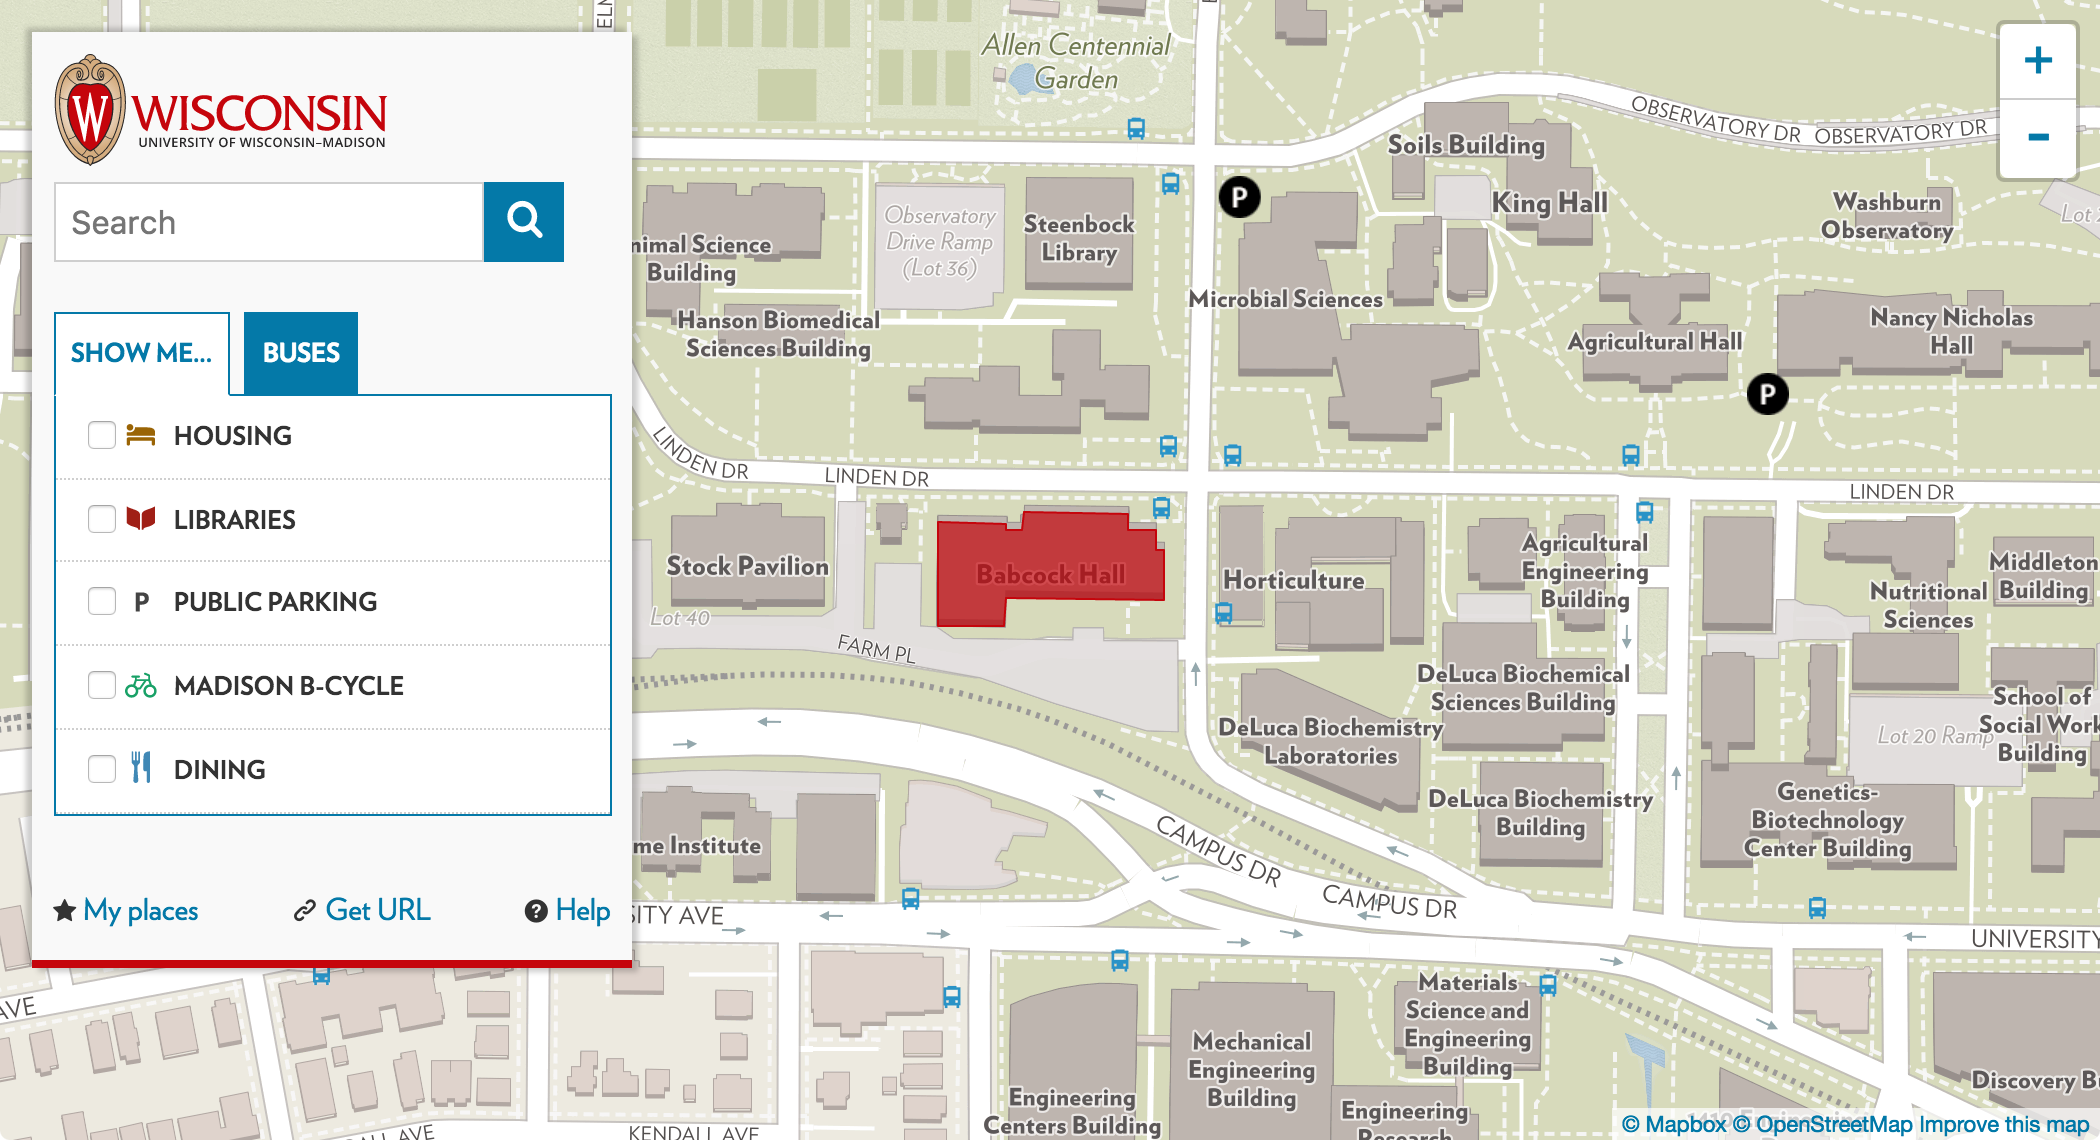 WISCONSIN
UNIVERSITY OF WISCONSIN–MADISON
Search
SHOW ME...
BUSES
HOUSING
LIBRARIES
P PUBLIC PARKING
MADISON B-CYCLE
DINING
My places
Get URL
Help
Allen Centennial
Garden
OBSERVATORY DR
OBSERVATORY DR
+
-
P
Soils Building
King Hall
Washburn
Observatory
Lot
nimal Science
Building
Observatory
Drive Ramp
(Lot 36)
Steenbock
Library
Microbial Sciences
Hanson Biomedical
Sciences Building
Agricultural Hall
Nancy Nicholas
Hall
P
LINDEN DR
LINDEN DR
LINDEN DR
Stock Pavilion
Babcock Hall
Horticulture
Agricultural
Engineering
Building
Nutritional
Sciences
Middleton
Building
Lot 40
FARM PL
DeLuca Biochemical
Sciences Building
DeLuca Biochemistry
Laboratories
School of
Social Work
Building
Lot 20 Ramp
DeLuca Biochemistry
Building
Genetics-
Biotechnology
Center Building
me Institute
CAMPUS DR
CAMPUS DR
SITY AVE
UNIVERSITY
AVE
Materials
Science and
Engineering
Building
Mechanical
Engineering
Building
Engineering
Centers Building
Engineering
Research
Discovery B
KENDALL AVE
ALL AVE
© Mapbox © OpenStreetMap Improve this map